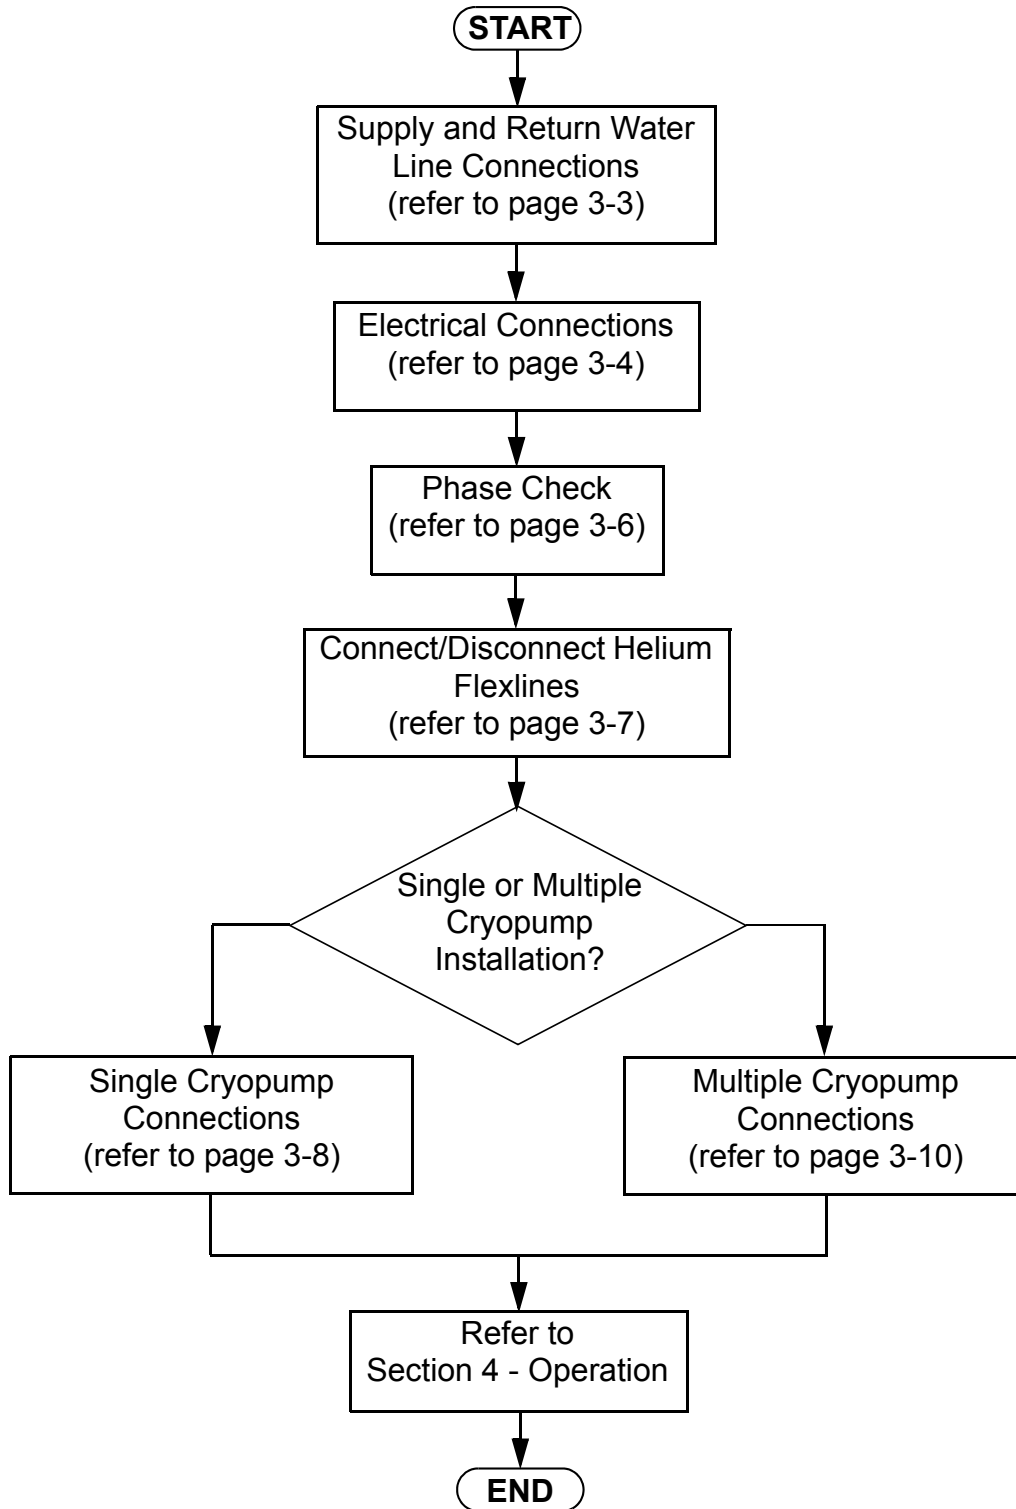 START
Supply and Return Water
Line Connections
(refer to page 3-3)
Electrical Connections
(refer to page 3-4)
Phase Check
(refer to page 3-6)
Connect/Disconnect Helium
Flexlines
(refer to page 3-7)
Single or Multiple
Cryopump
Installation?
Single Cryopump
Connections
(refer to page 3-8)
Multiple Cryopump
Connections
(refer to page 3-10)
Refer to
Section 4 - Operation
END